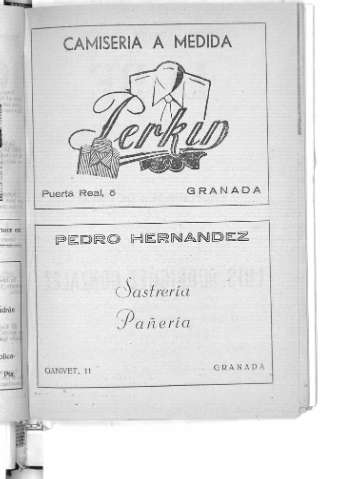 CAMISERIA A MEDIDA
Perkin
Puerta Real, 6 GRANADA
PEDRO HERNANDEZ
Sastrería
Pañería
GANIVET, 11 GRANADA